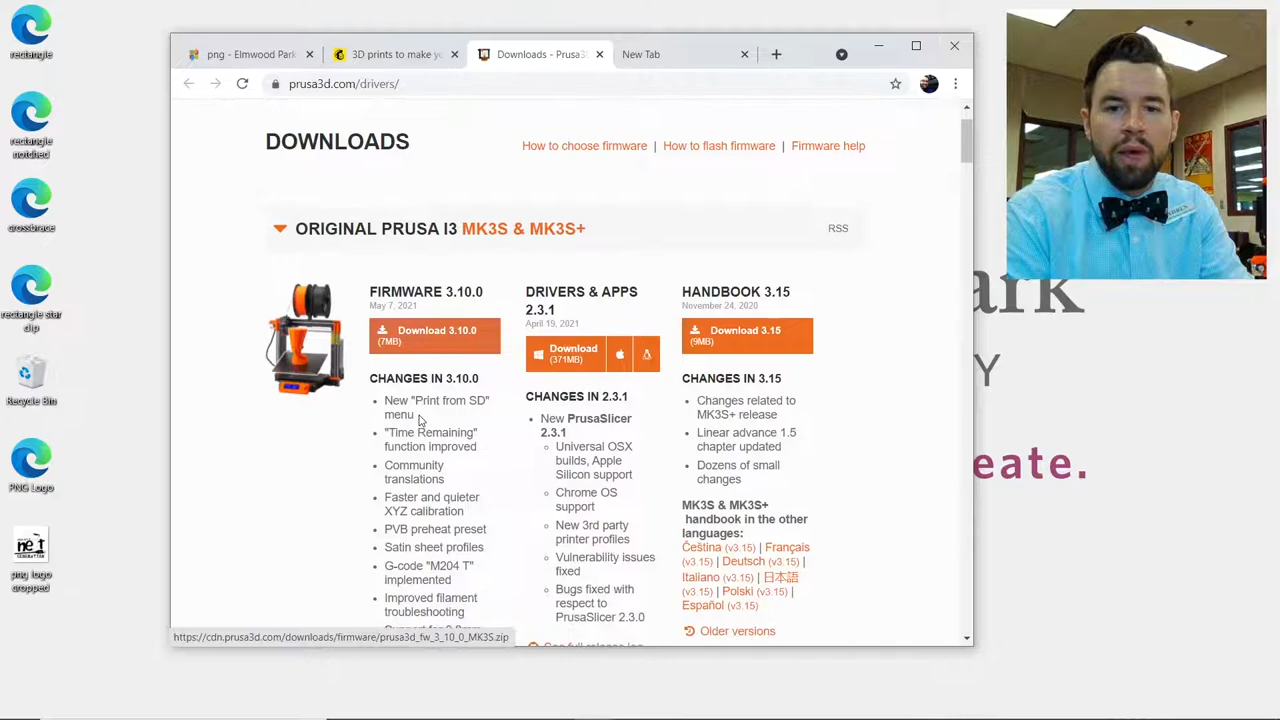 rectangle
rectangle
notched
crossbrace
rectangle star
clip
Recycle Bin
PNG Logo
png logo
cropped
png - Elmwood Park
3D prints to make yo
Downloads - Prusa3
New Tab
prusa3d.com/drivers/
DOWNLOADS
How to choose firmware | How to flash firmware | Firmware help
ORIGINAL PRUSA I3 MK3S & MK3S+
RSS
FIRMWARE 3.10.0
May 7, 2021
Download 3.10.0
(7MB)
CHANGES IN 3.10.0
New "Print from SD"
menu
"Time Remaining"
function improved
Community
translations
Faster and quieter
XYZ calibration
PVB preheat preset
Satin sheet profiles
G-code "M204 T"
implemented
Improved filament
troubleshooting
DRIVERS & APPS
2.3.1
April 19, 2021
Download
(371MB)
CHANGES IN 2.3.1
New PrusaSlicer
2.3.1
Universal OSX
builds, Apple
Silicon support
Chrome OS
support
New 3rd party
printer profiles
Vulnerability issues
fixed
Bugs fixed with
respect to
PrusaSlicer 2.3.0
HANDBOOK 3.15
November 24, 2020
Download 3.15
(9MB)
CHANGES IN 3.15
Changes related to
MK3S+ release
Linear advance 1.5
chapter updated
Dozens of small
changes
MK3S & MK3S+
handbook in the other
languages:
Čeština (v3.15) | Français
(v3.15) | Deutsch (v3.15) |
Italiano (v3.15) | 日本語
(v3.15) | Polski (v3.15) |
Español (v3.15)
Older versions
https://cdn.prusa3d.com/downloads/firmware/prusa3d_fw_3_10_0_MK3S.zip
ark
Y
eate.